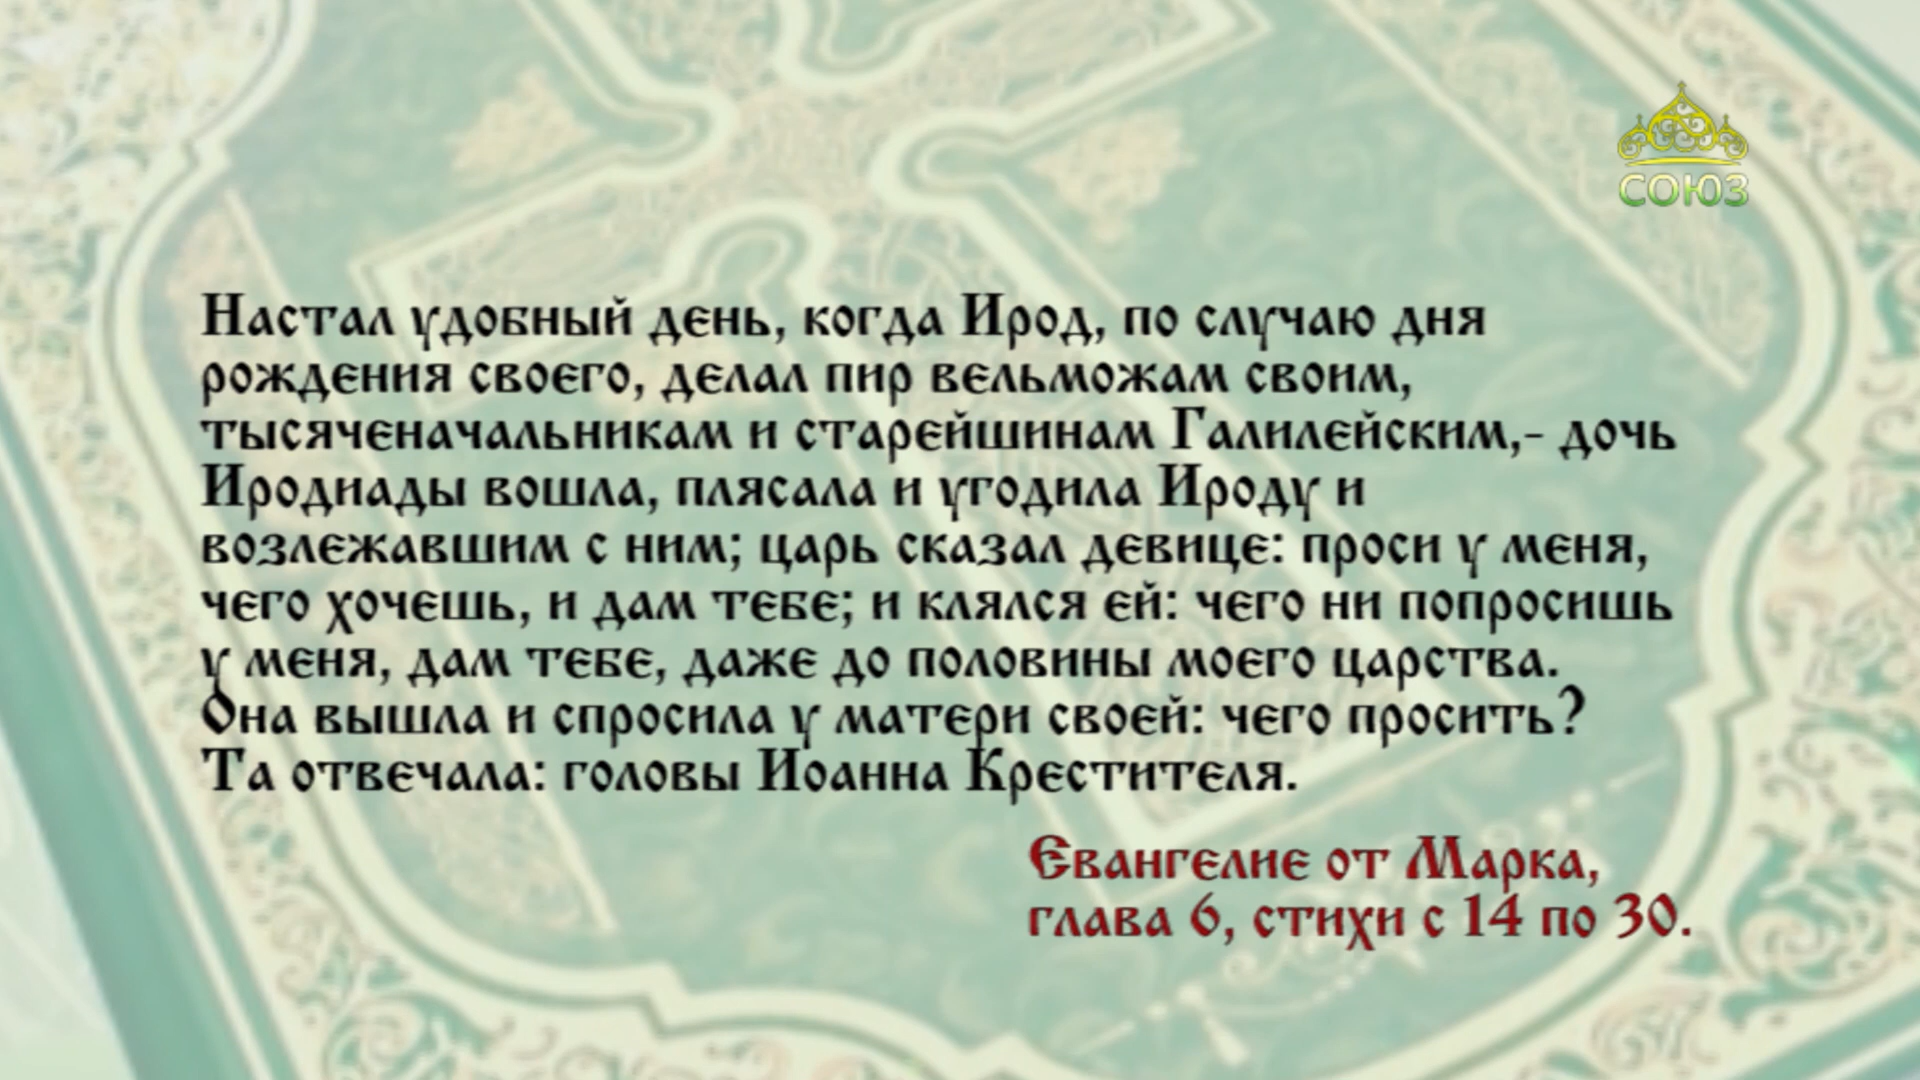 СОЮЗ
Настал удобный день, когда Ирод, по случаю дня
рождения своего, делал пир вельможам своим,
тысяченачальникам и старейшинам Галилейским,- дочь
Иродиады вошла, плясала и угодила Ироду и
возлежавшим с ним; царь сказал девице: проси у меня,
чего хочешь, и дам тебе; и клялся ей: чего ни попросишь
у меня, дам тебе, даже до половины моего царства.
Она вышла и спросила у матери своей: чего просить?
Та отвечала: головы Иоанна Крестителя.
Евангелие от Марка,
глава 6, стихи с 14 по 30.